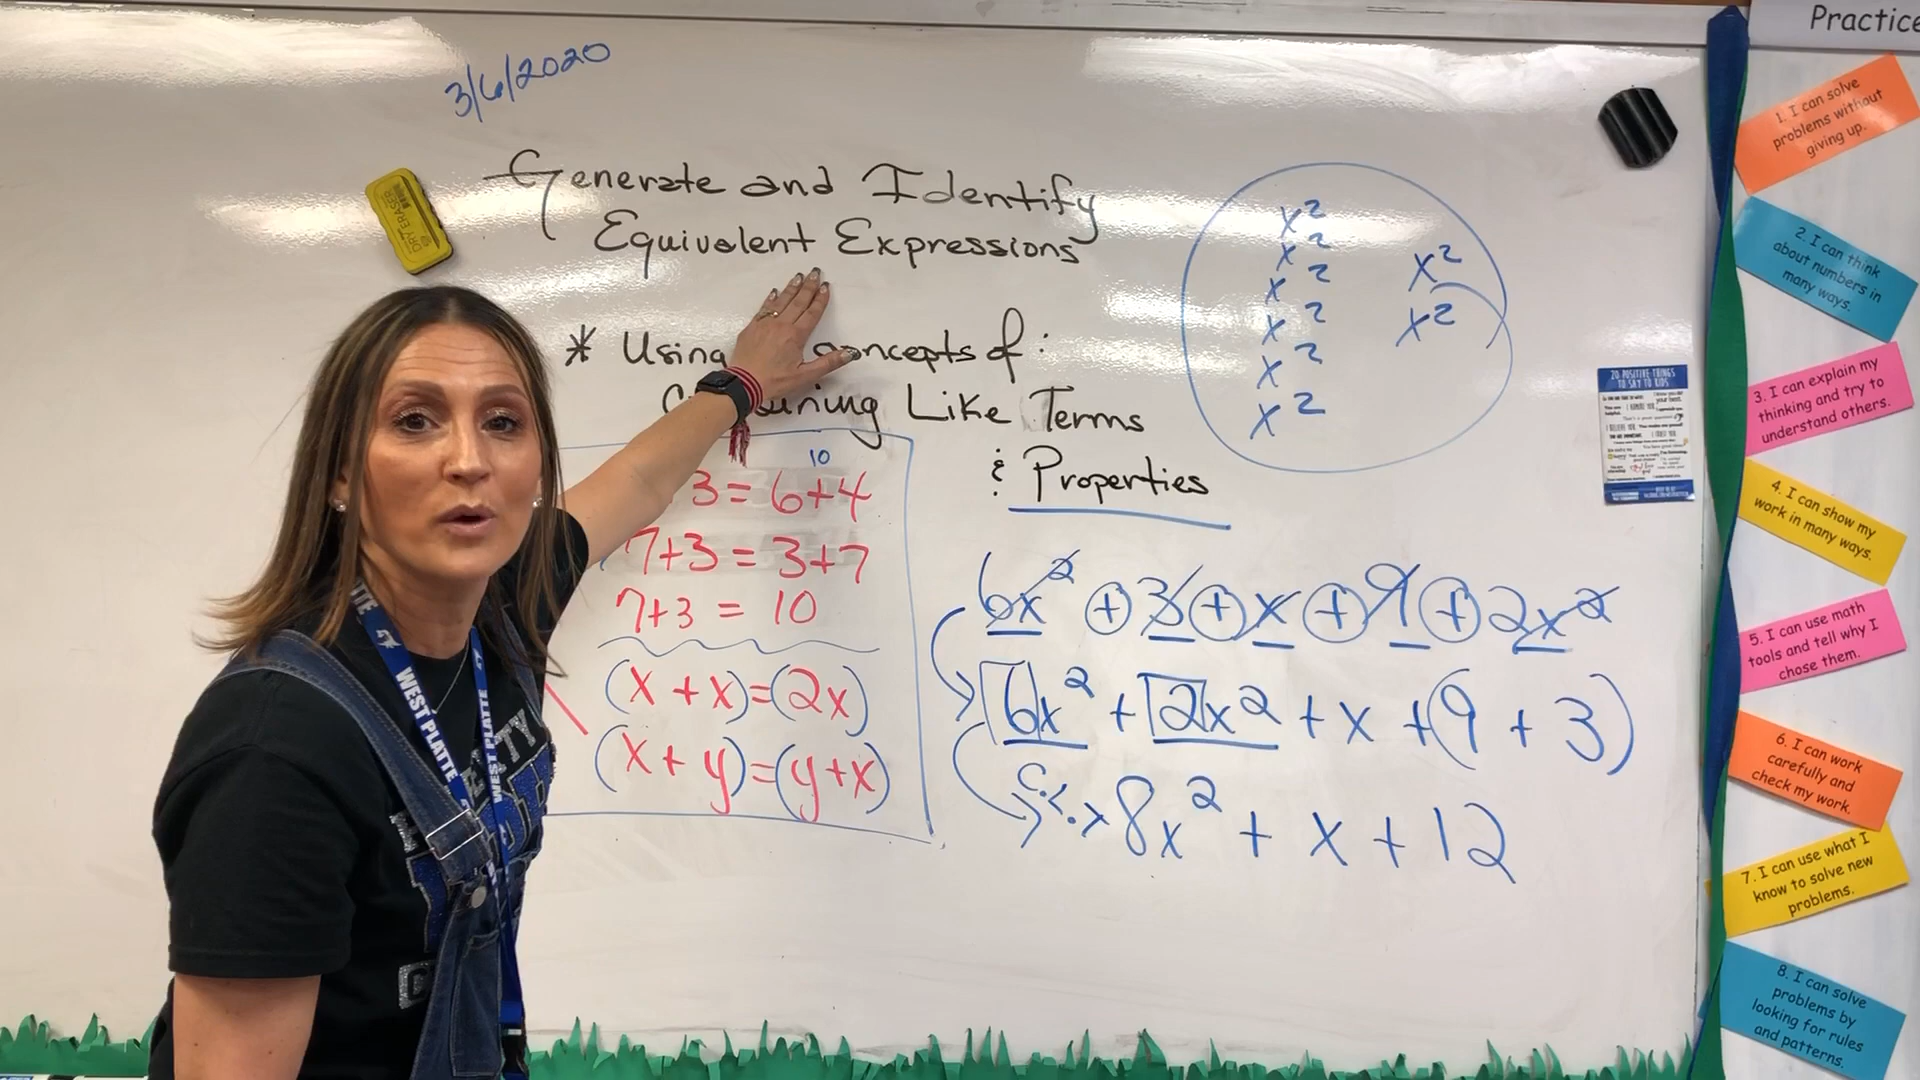 3/6/2020
Generate and Identify
Equivalent Expressions
* Using concepts of:
Like Terms
& Properties
10
3 = 6+4
7+3 = 3+7
7+3 = 10
(x + x)=(2x)
(x + y)=(y+x)
x²
x²
x²
x²
x²
x²
x²
x²
6x² + 3 + x + 9 + 2x²
6x² + 2x² + x + (9 + 3)
C.L.
8x² + x + 12
DRY ERASER
WEST PLATTE
WEST PLATTE
20 POSITIVE THINGS
TO SAY TO KIDS
Practice
1. I can solve
problems without
giving up.
2. I can think
about numbers in
many ways.
3. I can explain my
thinking and try to
understand others.
4. I can show my
work in many ways.
5. I can use math
tools and tell why I
chose them.
6. I can work
carefully and
check my work.
7. I can use what I
know to solve new
problems.
8. I can solve
problems by
looking for rules
and patterns.